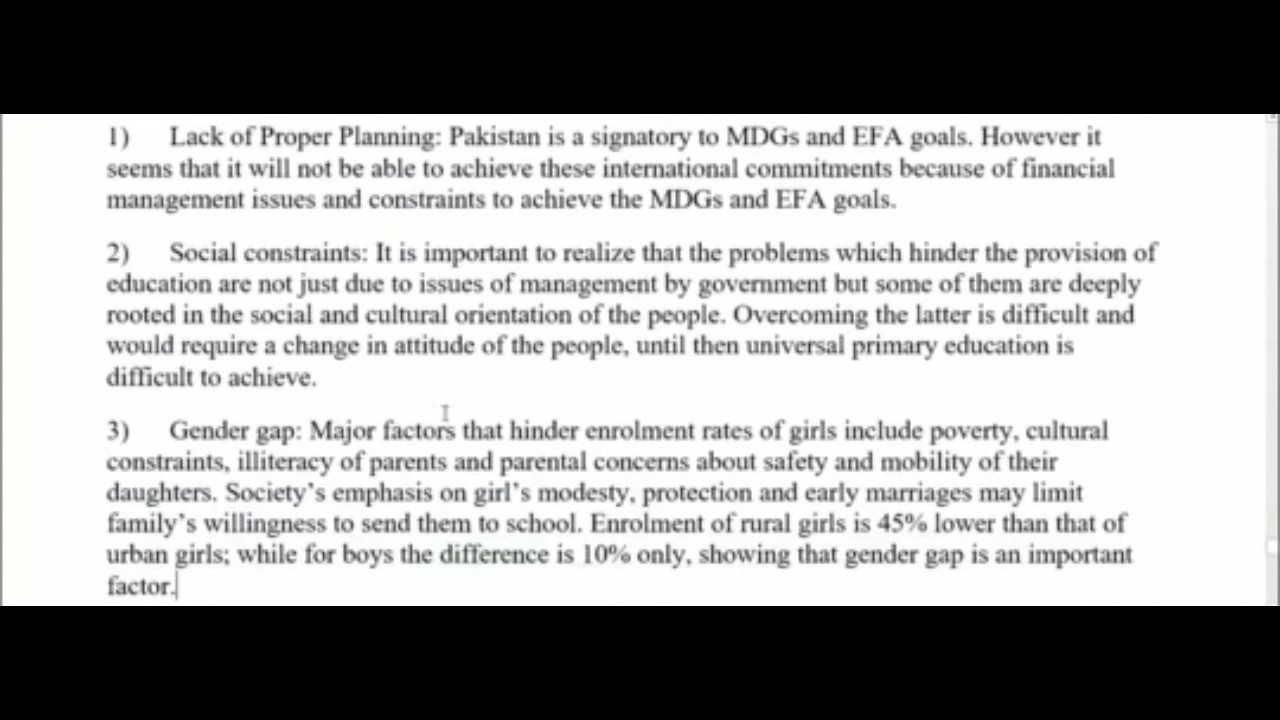 1) Lack of Proper Planning: Pakistan is a signatory to MDGs and EFA goals. However it
seems that it will not be able to achieve these international commitments because of financial
management issues and constraints to achieve the MDGs and EFA goals.
2) Social constraints: It is important to realize that the problems which hinder the provision of
education are not just due to issues of management by government but some of them are deeply
rooted in the social and cultural orientation of the people. Overcoming the latter is difficult and
would require a change in attitude of the people, until then universal primary education is
difficult to achieve.
3) Gender gap: Major factors that hinder enrolment rates of girls include poverty, cultural
constraints, illiteracy of parents and parental concerns about safety and mobility of their
daughters. Society’s emphasis on girl’s modesty, protection and early marriages may limit
family’s willingness to send them to school. Enrolment of rural girls is 45% lower than that of
urban girls; while for boys the difference is 10% only, showing that gender gap is an important
factor.